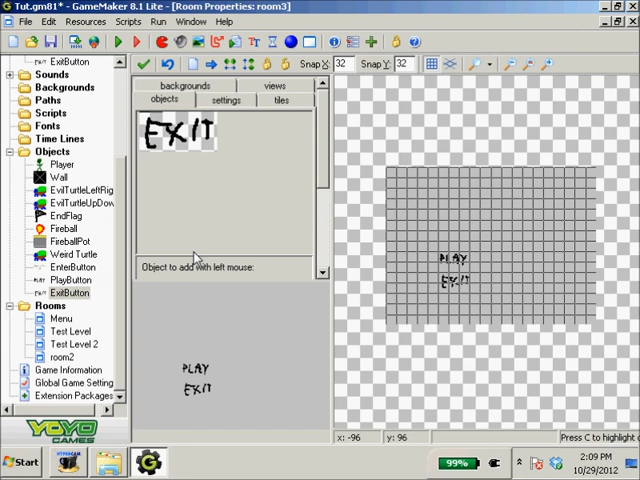 Tut.gm81* - GameMaker 8.1 Lite - [Room Properties: room3]
File Edit Resources Scripts Run Window Help
Snap X: 32 Snap Y: 32
ExitButton
Sounds
Backgrounds
Paths
Scripts
Fonts
Time Lines
Objects
Player
Wall
EvilTurtleLeftRig
EvilTurtleUpDow
EndFlag
Fireball
FireballPot
Weird Turtle
EnterButton
PlayButton
ExitButton
Rooms
Menu
Test Level
Test Level 2
room2
Game Information
Global Game Setting
Extension Packages
YOYO
GAMES
backgrounds views
objects settings tiles
EXIT
Object to add with left mouse:
PLAY
EXIT
PLAY
EXIT
x: -96 y: 96 Press C to highlight
Start
99%
2:09 PM
10/29/2012